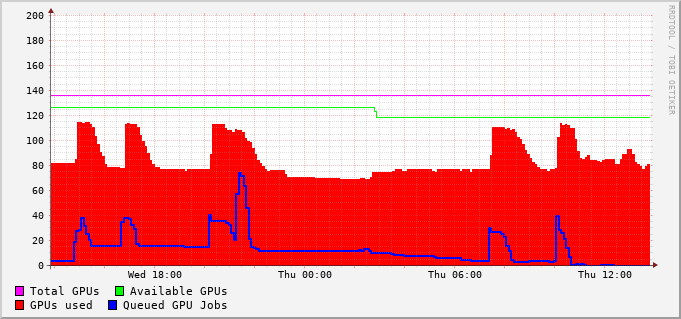 200
180
160
140
120
100
80
60
40
20
0
Wed 18:00 Thu 00:00 Thu 06:00 Thu 12:00
Total GPUs Available GPUs
GPUs used Queued GPU Jobs
RRDTOOL / TOBI OETIKER